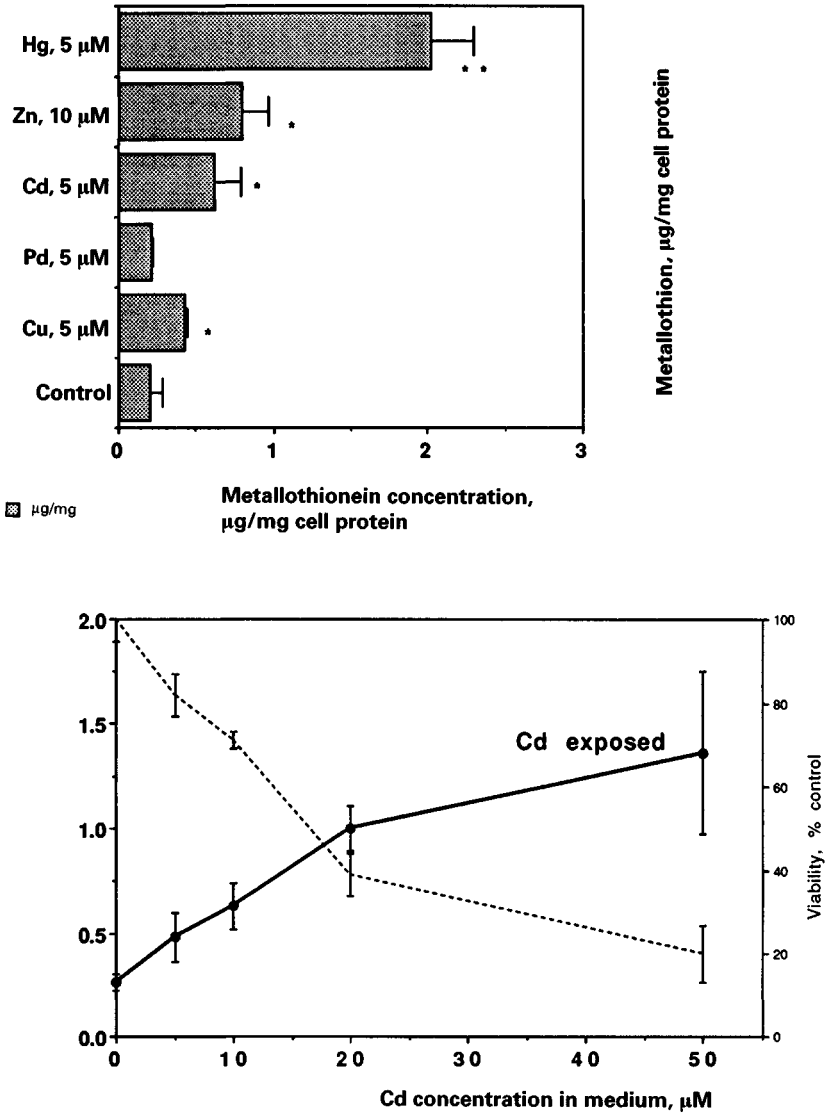 Hg, 5 µM
* *
Zn, 10 µM
*
Cd, 5 µM
*
Pd, 5 µM
Cu, 5 µM
*
Control
0 1 2 3
Metallothionein concentration,
µg/mg cell protein
µg/mg
Metallothion, µg/mg cell protein
2.0
1.5
1.0
0.5
0.0
Cd exposed
100
80
60
40
20
0
Viability, % control
0 10 20 30 40 50
Cd concentration in medium, µM